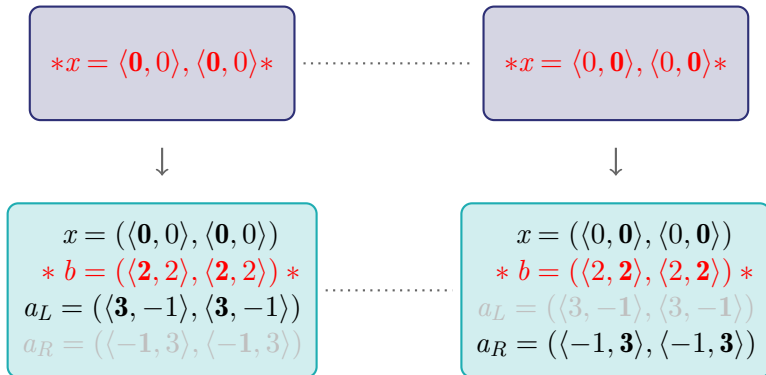 ∗x = ⟨𝟎, 0⟩, ⟨𝟎, 0⟩∗
∗x = ⟨0, 𝟎⟩, ⟨0, 𝟎⟩∗
↓
↓
x = (⟨𝟎, 0⟩, ⟨𝟎, 0⟩)
∗ b = (⟨𝟐, 2⟩, ⟨𝟐, 2⟩) ∗
a_L = (⟨𝟑, −1⟩, ⟨𝟑, −1⟩)
a_R = (⟨−𝟏, 3⟩, ⟨−𝟏, 3⟩)
x = (⟨0, 𝟎⟩, ⟨0, 𝟎⟩)
∗ b = (⟨2, 𝟐⟩, ⟨2, 𝟐⟩) ∗
a_L = (⟨3, −𝟏⟩, ⟨3, −𝟏⟩)
a_R = (⟨−1, 𝟑⟩, ⟨−1, 𝟑⟩)